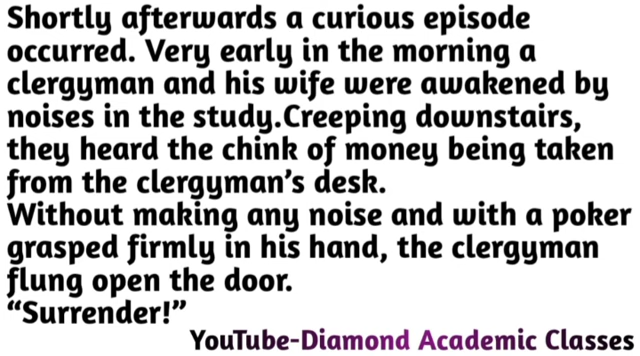 Shortly afterwards a curious episode
occurred. Very early in the morning a
clergyman and his wife were awakened by
noises in the study.Creeping downstairs,
they heard the chink of money being taken
from the clergyman’s desk.
Without making any noise and with a poker
grasped firmly in his hand, the clergyman
flung open the door.
“Surrender!”
YouTube-Diamond Academic Classes